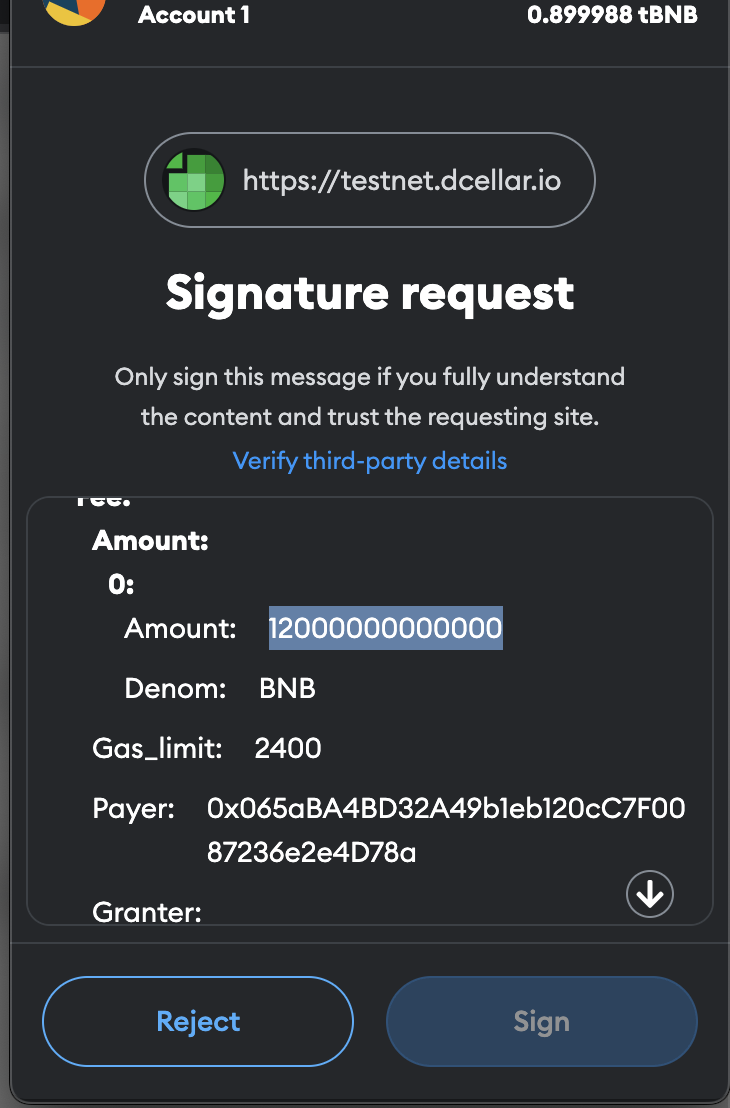 Account 1
0.899988 tBNB
https://testnet.dcellar.io
Signature request
Only sign this message if you fully understand
the content and trust the requesting site.
Verify third-party details
Fee:
Amount:
0:
Amount: 12000000000000
Denom: BNB
Gas_limit: 2400
Payer: 0x065aBA4BD32A49b1eb120cC7F00
87236e2e4D78a
Granter:
Reject
Sign